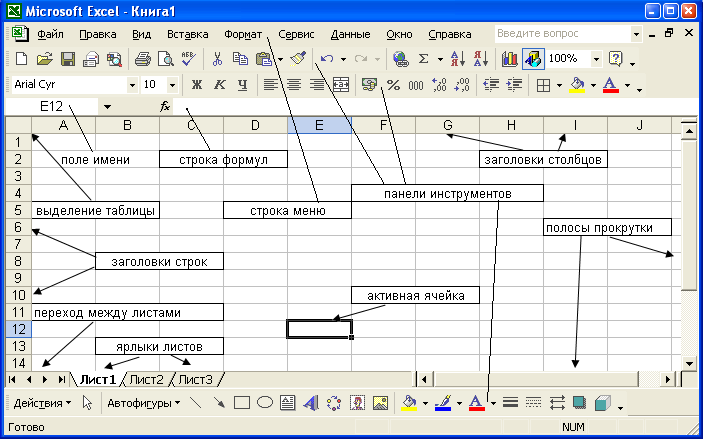 Microsoft Excel - Книга1
Файл Правка Вид Вставка Формат Сервис Данные Окно Справка Введите вопрос
100%
Arial Cyr 10 Ж К Ч % 000
E12 fx
A B C D E F G H I J
1
2 поле имени строка формул заголовки столбцов
3
4 панели инструментов
5 выделение таблицы строка меню
6 полосы прокрутки
7
8 заголовки строк
9
10 активная ячейка
11 переход между листами
12
13 ярлыки листов
14
Лист1 Лист2 Лист3
Действия Автофигуры
Готово NUM